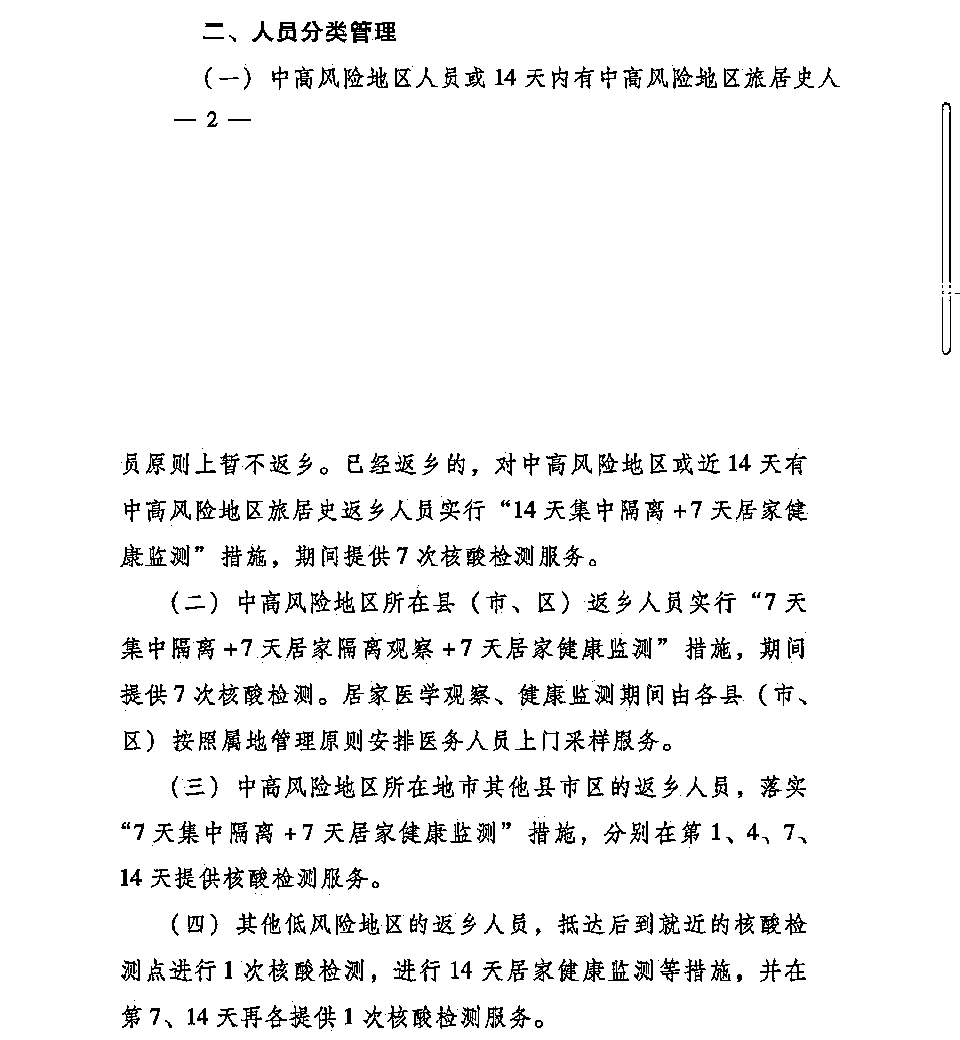 二、人员分类管理
（一）中高风险地区人员或14天内有中高风险地区旅居史人
— 2 —
员原则上暂不返乡。已经返乡的，对中高风险地区或近14天有
中高风险地区旅居史返乡人员实行“14天集中隔离+7天居家健
康监测”措施，期间提供7次核酸检测服务。
（二）中高风险地区所在县（市、区）返乡人员实行“7天
集中隔离+7天居家隔离观察+7天居家健康监测”措施，期间
提供7次核酸检测。居家医学观察、健康监测期间由各县（市、
区）按照属地管理原则安排医务人员上门采样服务。
（三）中高风险地区所在地市其他县市区的返乡人员，落实
“7天集中隔离+7天居家健康监测”措施，分别在第1、4、7、
14天提供核酸检测服务。
（四）其他低风险地区的返乡人员，抵达后到就近的核酸检
测点进行1次核酸检测，进行14天居家健康监测等措施，并在
第7、14天再各提供1次核酸检测服务。